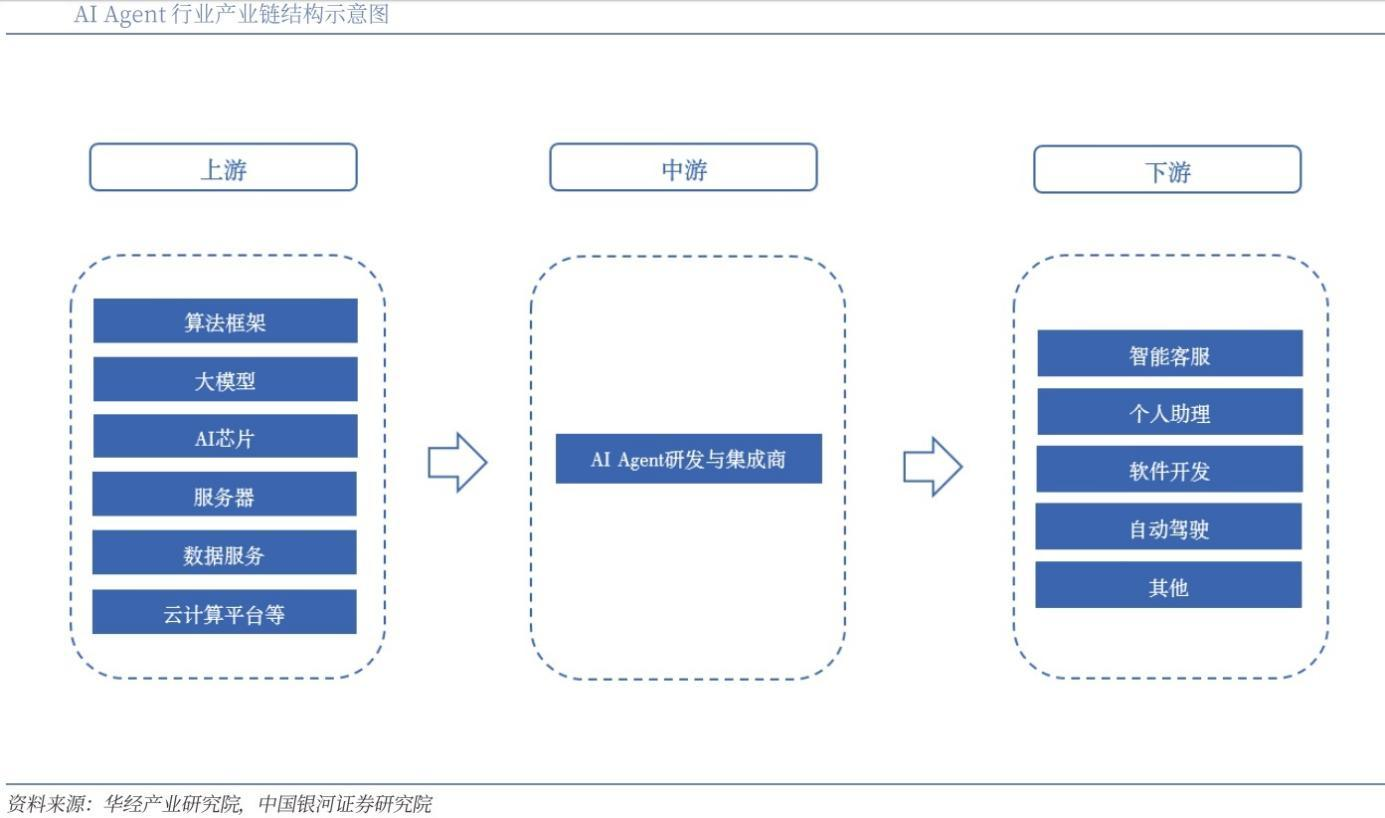 AI Agent 行业产业链结构示意图
上游
中游
下游
算法框架
大模型
AI芯片
服务器
数据服务
云计算平台等
AI Agent研发与集成商
智能客服
个人助理
软件开发
自动驾驶
其他
资料来源：华经产业研究院，中国银河证券研究院